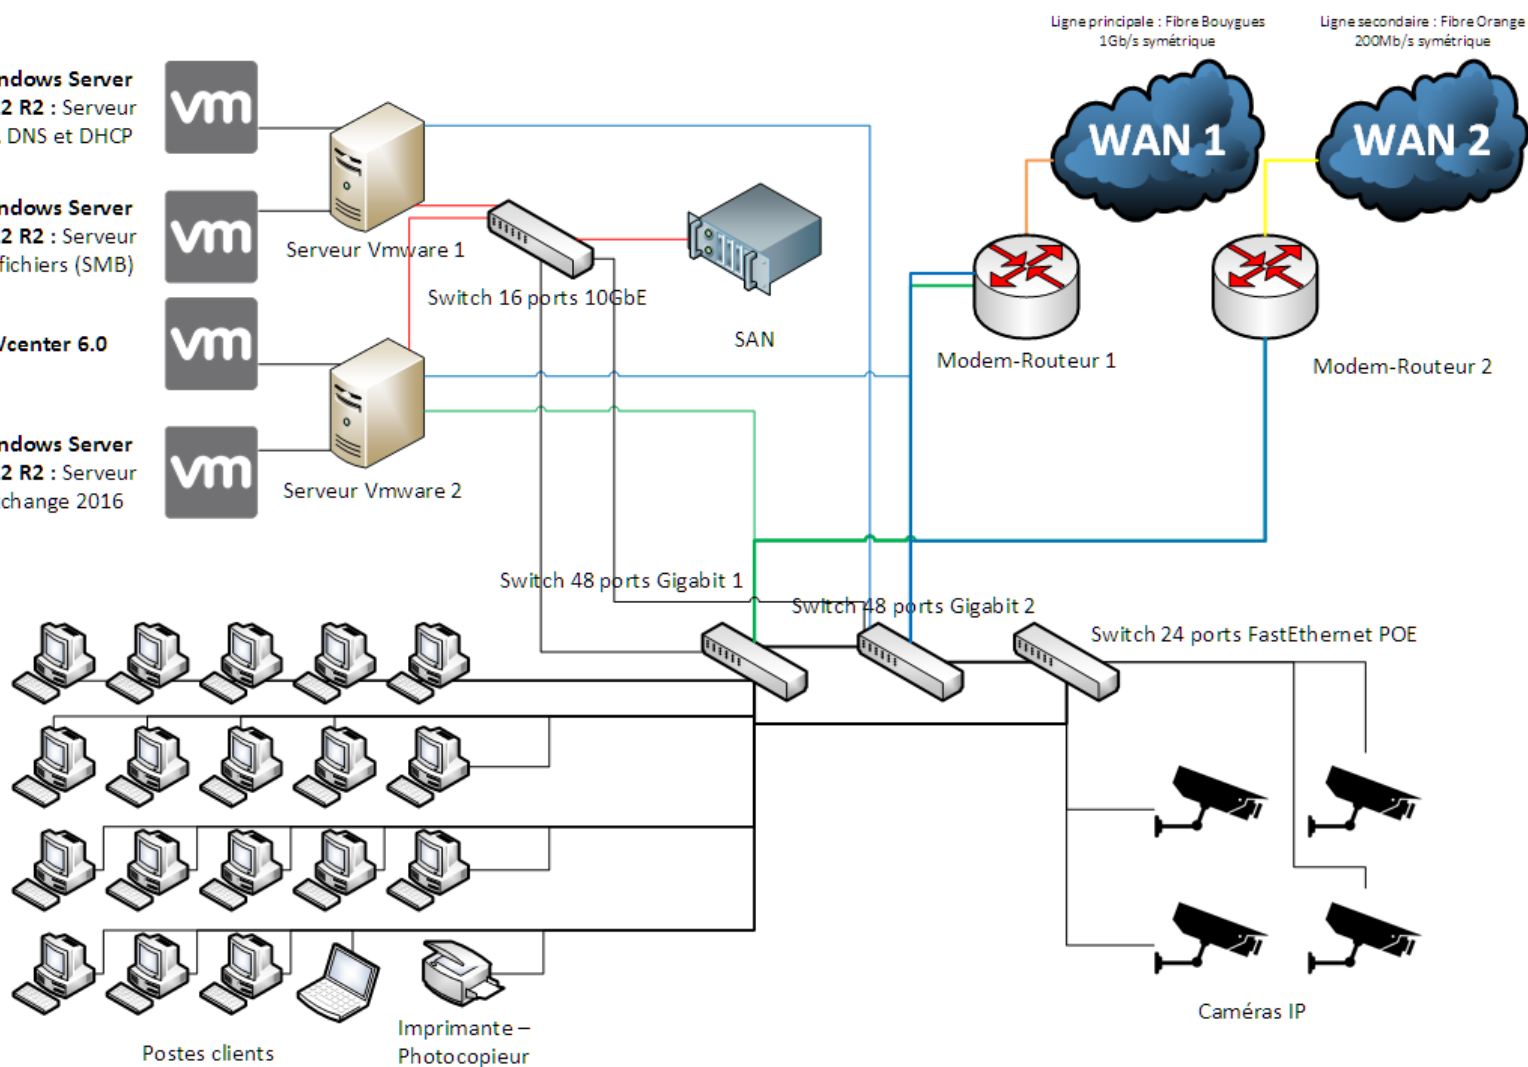 Ligne principale : Fibre Bouygues
1Gb/s symétrique
Ligne secondaire : Fibre Orange
200Mb/s symétrique
WAN 1
WAN 2
ndows Server
2 R2 : Serveur
DNS et DHCP
vm
ndows Server
2 R2 : Serveur
fichiers (SMB)
vm
Vcenter 6.0
vm
ndows Server
2 R2 : Serveur
change 2016
vm
Serveur Vmware 1
Switch 16 ports 10GbE
SAN
Modem-Routeur 1
Modem-Routeur 2
Serveur Vmware 2
Switch 48 ports Gigabit 1
Switch 48 ports Gigabit 2
Switch 24 ports FastEthernet POE
Caméras IP
Postes clients
Imprimante –
Photocopieur